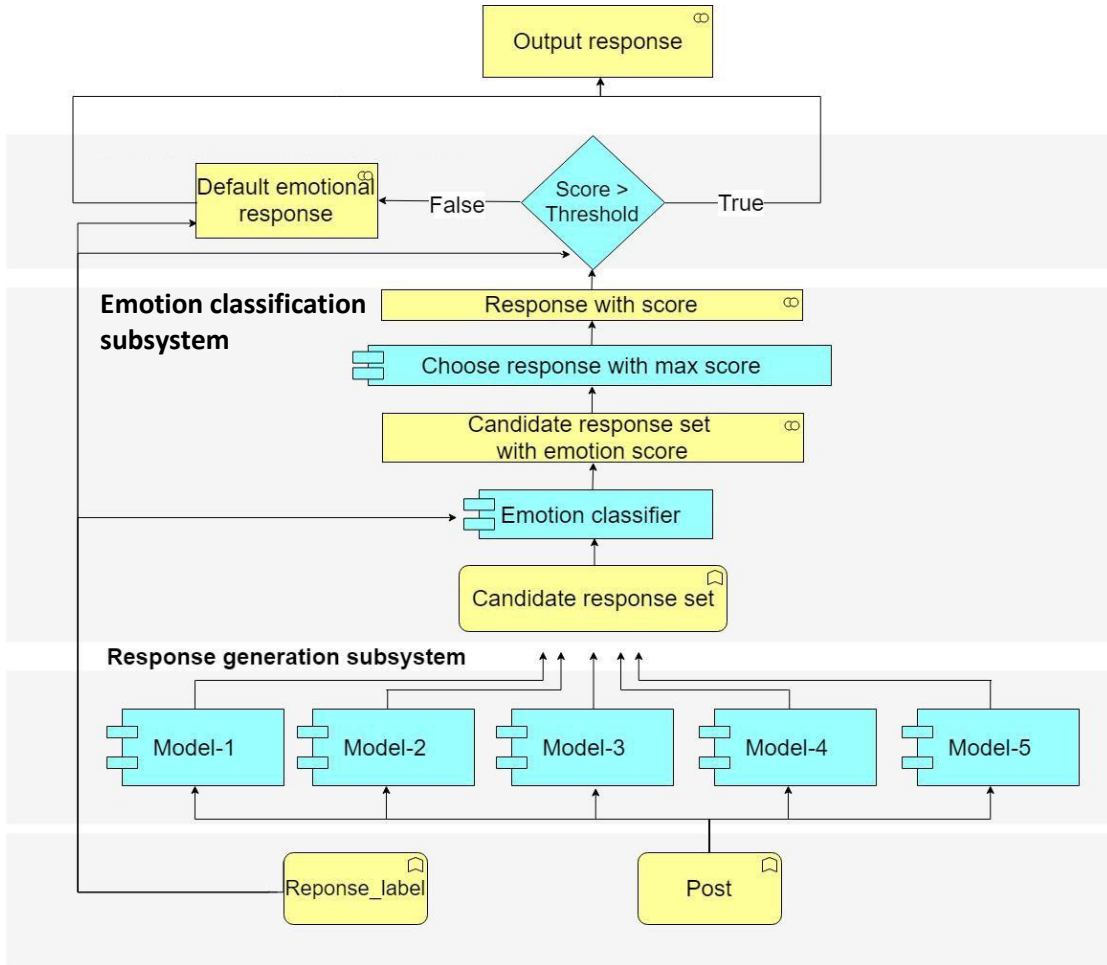 Output response
Default emotional
response
False
Score >
Threshold
True
Emotion classification
subsystem
Response with score
Choose response with max score
Candidate response set
with emotion score
Emotion classifier
Candidate response set
Response generation subsystem
Model-1
Model-2
Model-3
Model-4
Model-5
Reponse_label
Post